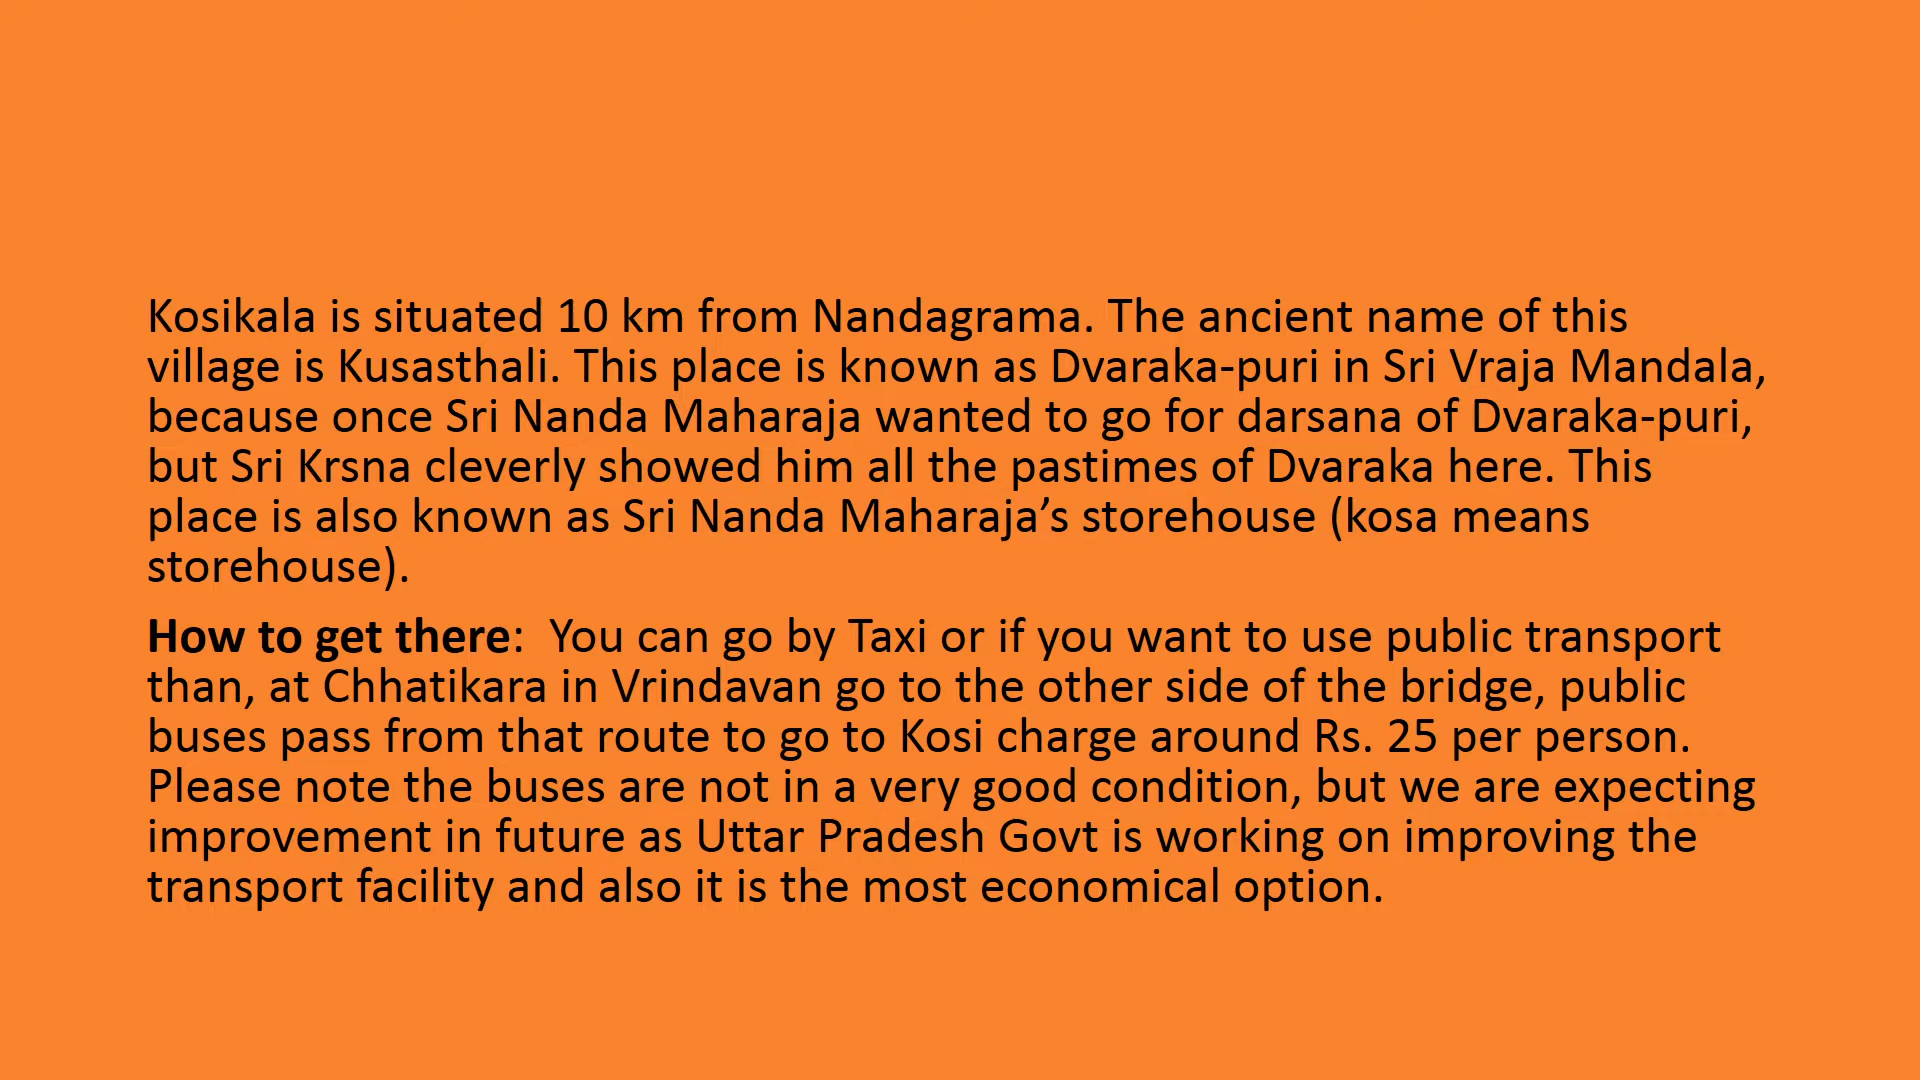 Kosikala is situated 10 km from Nandagrama. The ancient name of this
village is Kusasthali. This place is known as Dvaraka-puri in Sri Vraja Mandala,
because once Sri Nanda Maharaja wanted to go for darsana of Dvaraka-puri,
but Sri Krsna cleverly showed him all the pastimes of Dvaraka here. This
place is also known as Sri Nanda Maharaja’s storehouse (kosa means
storehouse).
How to get there:  You can go by Taxi or if you want to use public transport
than, at Chhatikara in Vrindavan go to the other side of the bridge, public
buses pass from that route to go to Kosi charge around Rs. 25 per person.
Please note the buses are not in a very good condition, but we are expecting
improvement in future as Uttar Pradesh Govt is working on improving the
transport facility and also it is the most economical option.